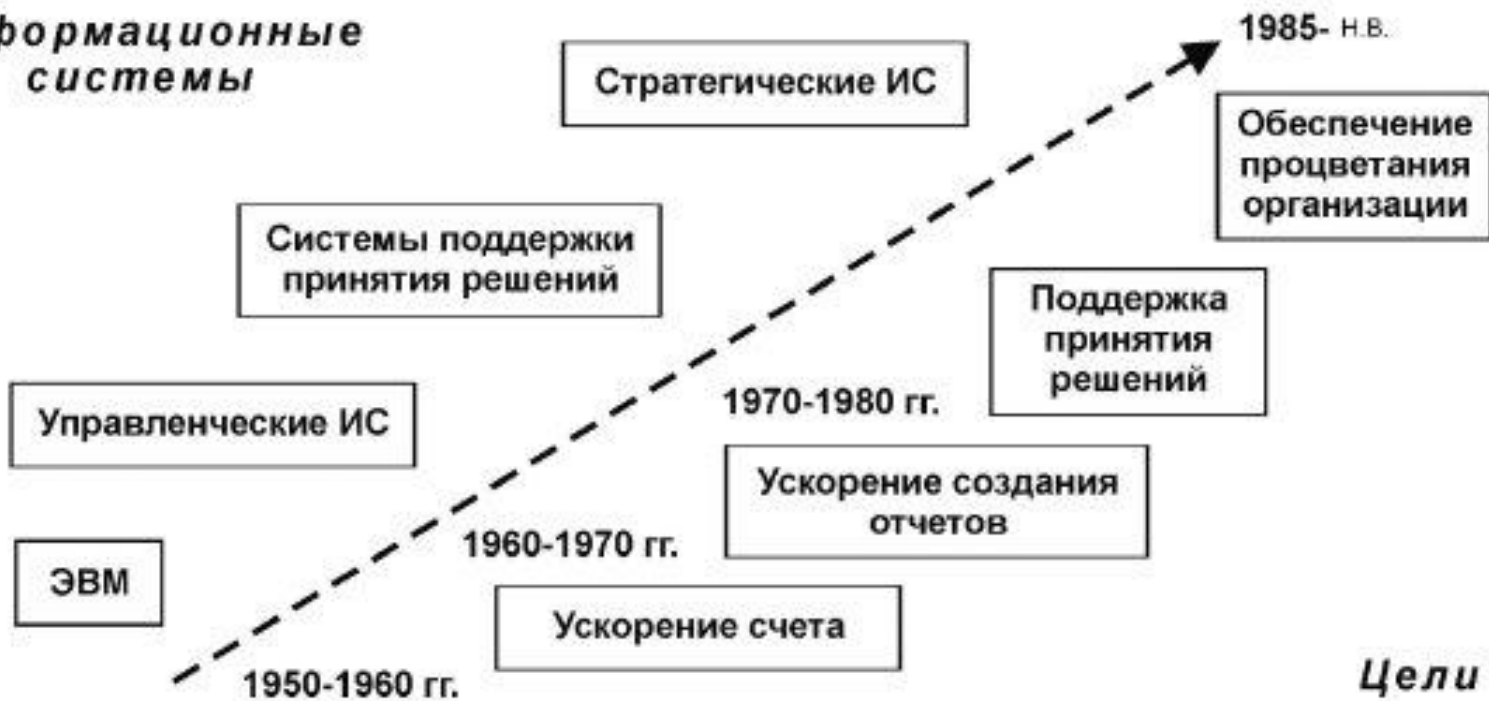 формационные
системы
1985- н.в.
Стратегические ИС
Обеспечение
процветания
организации
Системы поддержки
принятия решений
Поддержка
принятия
решений
1970-1980 гг.
Управленческие ИС
Ускорение создания
отчетов
1960-1970 гг.
ЭВМ
Ускорение счета
1950-1960 гг.
Цели